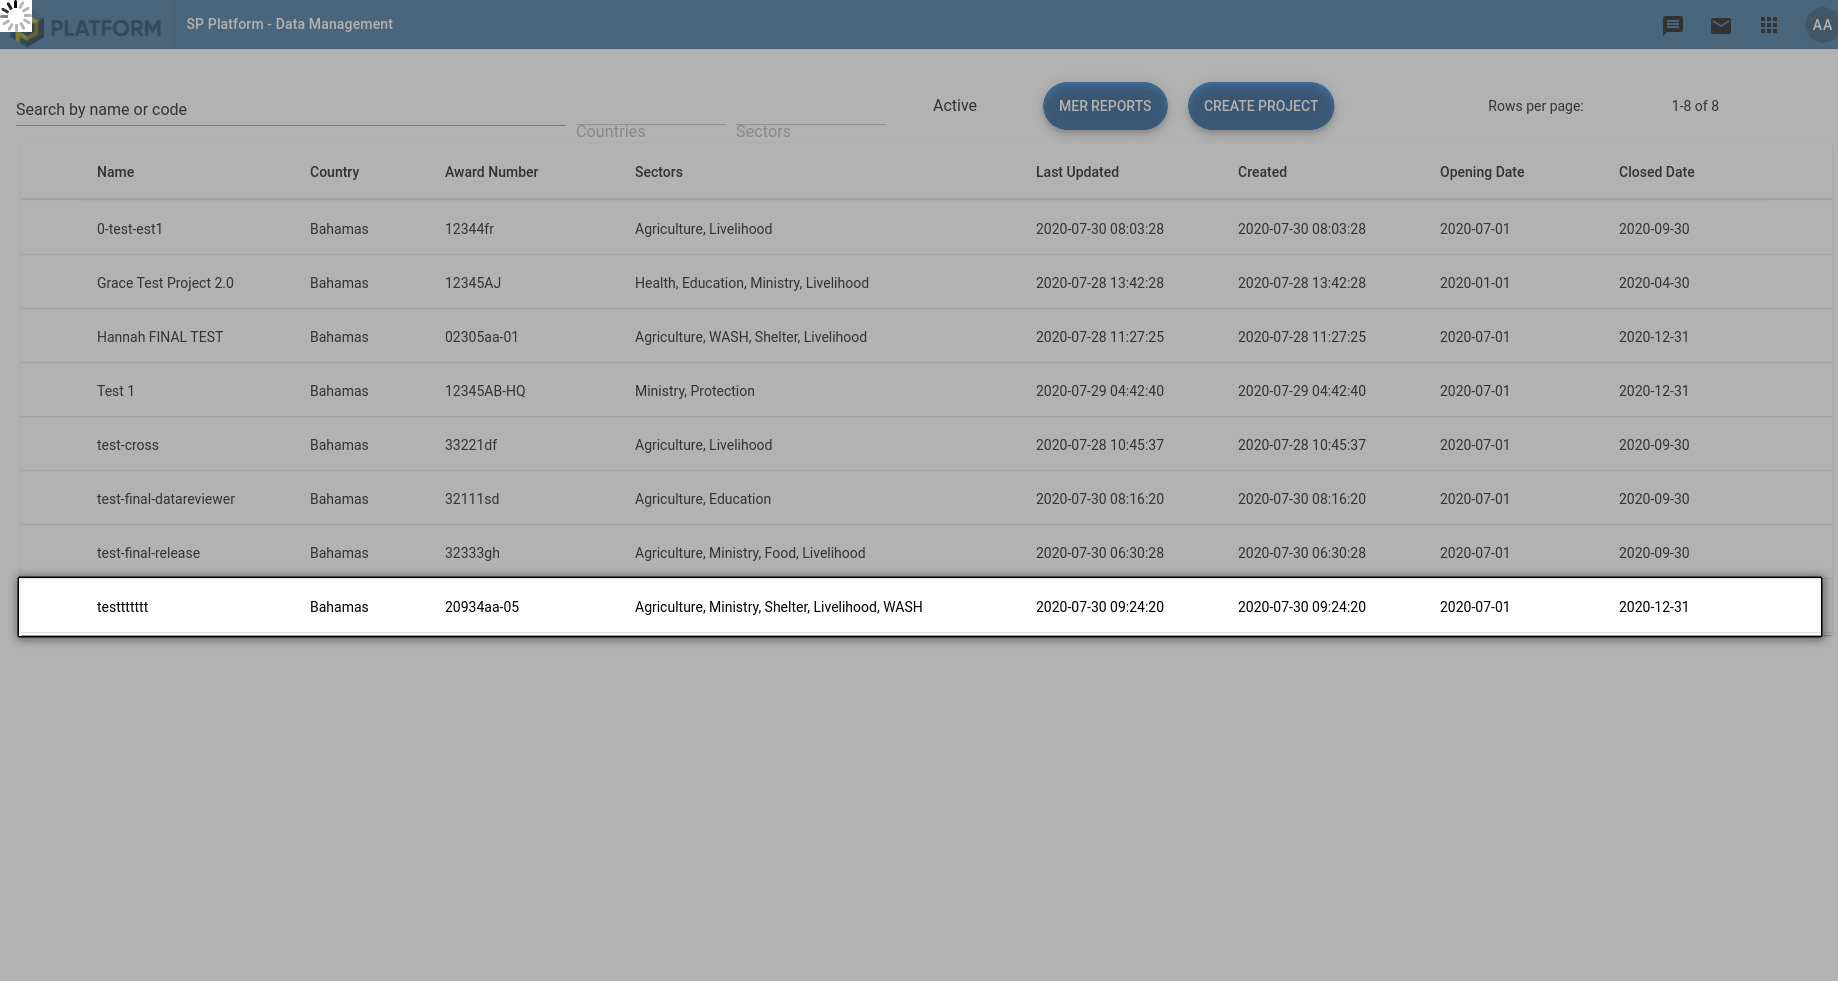 PLATFORM SP Platform - Data Management AA
Search by name or code Countries Sectors Active MER REPORTS CREATE PROJECT Rows per page: 1-8 of 8
Name Country Award Number Sectors Last Updated Created Opening Date Closed Date
0-test-est1 Bahamas 12344fr Agriculture, Livelihood 2020-07-30 08:03:28 2020-07-30 08:03:28 2020-07-01 2020-09-30
Grace Test Project 2.0 Bahamas 12345AJ Health, Education, Ministry, Livelihood 2020-07-28 13:42:28 2020-07-28 13:42:28 2020-01-01 2020-04-30
Hannah FINAL TEST Bahamas 02305aa-01 Agriculture, WASH, Shelter, Livelihood 2020-07-28 11:27:25 2020-07-28 11:27:25 2020-07-01 2020-12-31
Test 1 Bahamas 12345AB-HQ Ministry, Protection 2020-07-29 04:42:40 2020-07-29 04:42:40 2020-07-01 2020-12-31
test-cross Bahamas 33221df Agriculture, Livelihood 2020-07-28 10:45:37 2020-07-28 10:45:37 2020-07-01 2020-09-30
test-final-datareviewer Bahamas 32111sd Agriculture, Education 2020-07-30 08:16:20 2020-07-30 08:16:20 2020-07-01 2020-09-30
test-final-release Bahamas 32333gh Agriculture, Ministry, Food, Livelihood 2020-07-30 06:30:28 2020-07-30 06:30:28 2020-07-01 2020-09-30
testttttttt Bahamas 20934aa-05 Agriculture, Ministry, Shelter, Livelihood, WASH 2020-07-30 09:24:20 2020-07-30 09:24:20 2020-07-01 2020-12-31